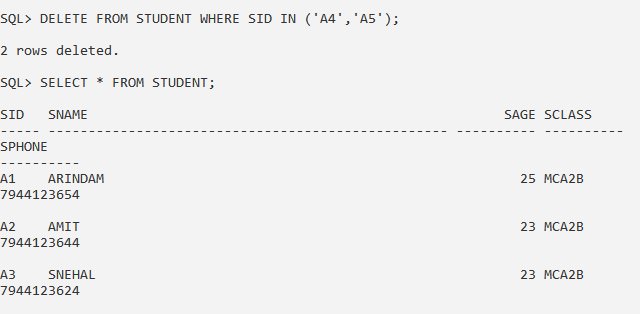 SQL> DELETE FROM STUDENT WHERE SID IN ('A4','A5');
2 rows deleted.
SQL> SELECT * FROM STUDENT;
SID   SNAME                                                    SAGE SCLASS
----- -------------------------------------------------- ---------- ----------
SPHONE
----------
A1    ARINDAM                                                    25 MCA2B
7944123654
A2    AMIT                                                       23 MCA2B
7944123644
A3    SNEHAL                                                     23 MCA2B
7944123624